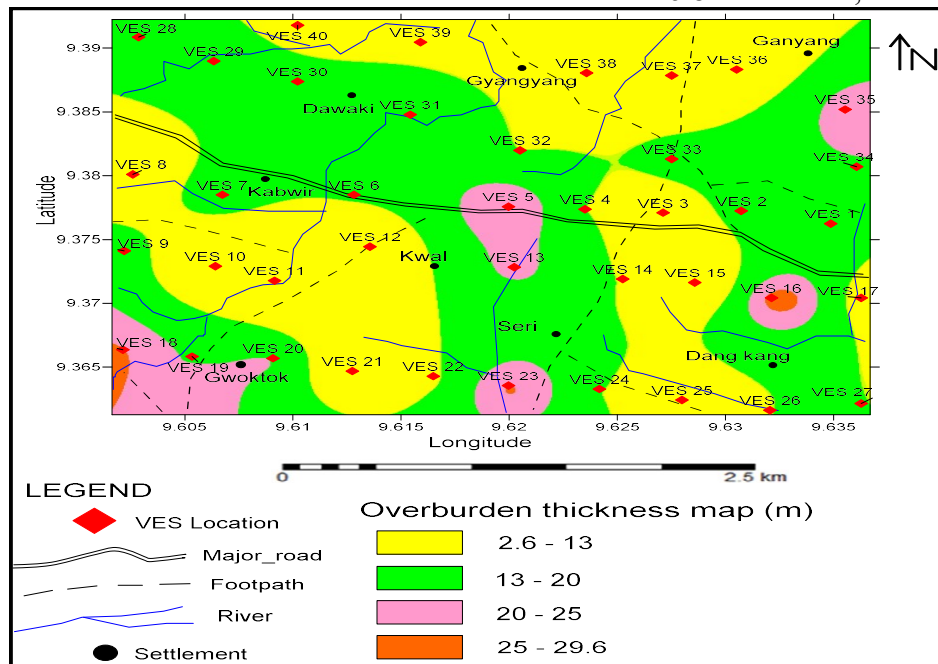 VES 28
VES 40
VES 39
Ganyang
N
9.39
VES 29
VES 38
VES 37
VES 36
VES 30
Gyangyang
9.385
Dawaki
VES 31
VES 35
VES 32
VES 33
VES 34
9.38
VES 8
VES 7
Kabwir
VES 6
VES 5
VES 4
VES 3
VES 2
VES 1
Latitude
9.375
VES 9
VES 10
VES 11
VES 12
Kwal
VES 13
VES 14
VES 15
VES 16
VES 17
9.37
VES 18
VES 19
VES 20
Seri
Dang kang
9.365
Gwoktok
VES 21
VES 22
VES 23
VES 24
VES 25
VES 26
VES 27
9.605 9.61 9.615 9.62 9.625 9.63 9.635
Longitude
0 2.5 km
LEGEND
VES Location
Major_road
Footpath
River
Settlement
Overburden thickness map (m)
2.6 - 13
13 - 20
20 - 25
25 - 29.6